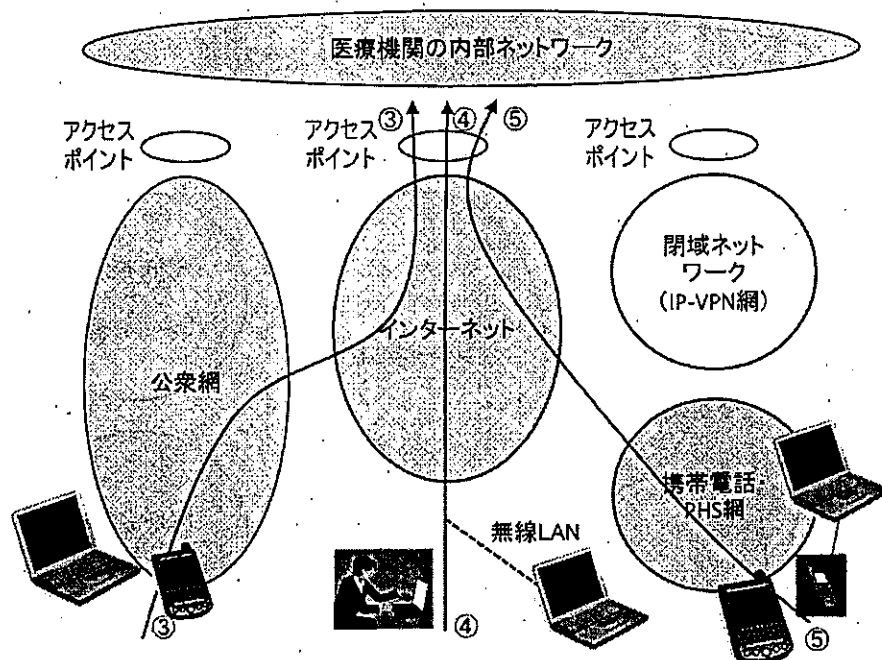 医療機関の内部ネットワーク
③ ④ ⑤
アクセス
ポイント
アクセス
ポイント
アクセス
ポイント
閉域ネット
ワーク
(IP-VPN網)
インターネット
公衆網
携帯電話・
PHS網
無線LAN
③
④
⑤